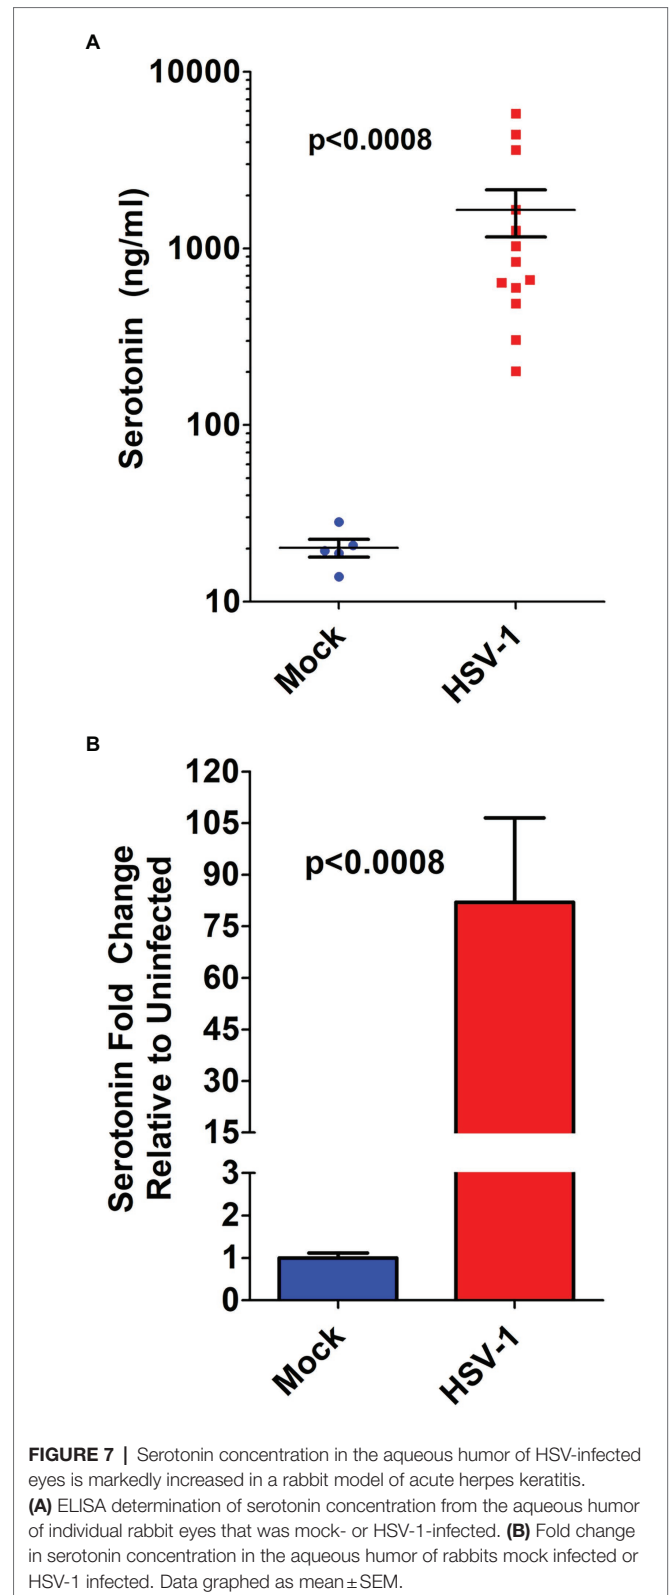 A
10000
1000
100
10
Serotonin (ng/ml)
p<0.0008
Mock
HSV-1
B
120
105
90
75
60
45
30
15
3
2
1
0
Serotonin Fold Change
Relative to Uninfected
p<0.0008
Mock
HSV-1
FIGURE 7 | Serotonin concentration in the aqueous humor of HSV-infected
eyes is markedly increased in a rabbit model of acute herpes keratitis.
(A) ELISA determination of serotonin concentration from the aqueous humor
of individual rabbit eyes that was mock- or HSV-1-infected. (B) Fold change
in serotonin concentration in the aqueous humor of rabbits mock infected or
HSV-1 infected. Data graphed as mean±SEM.